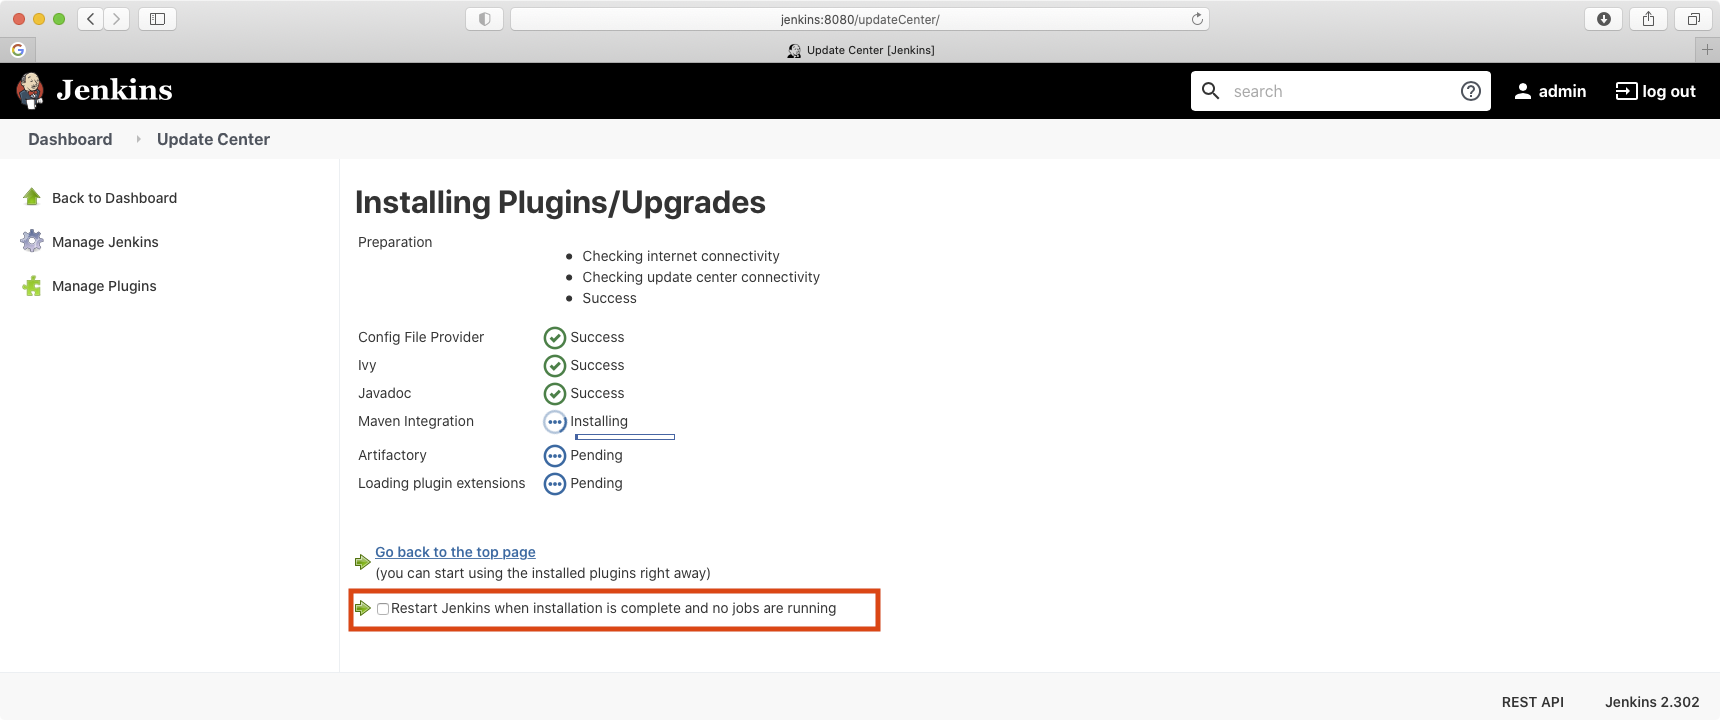 jenkins:8080/updateCenter/
Update Center [Jenkins]
Jenkins
search
admin
log out
Dashboard
Update Center
Back to Dashboard
Manage Jenkins
Manage Plugins
Installing Plugins/Upgrades
Preparation
Checking internet connectivity
Checking update center connectivity
Success
Config File Provider Success
Ivy Success
Javadoc Success
Maven Integration Installing
Artifactory Pending
Loading plugin extensions Pending
Go back to the top page
(you can start using the installed plugins right away)
Restart Jenkins when installation is complete and no jobs are running
REST API Jenkins 2.302